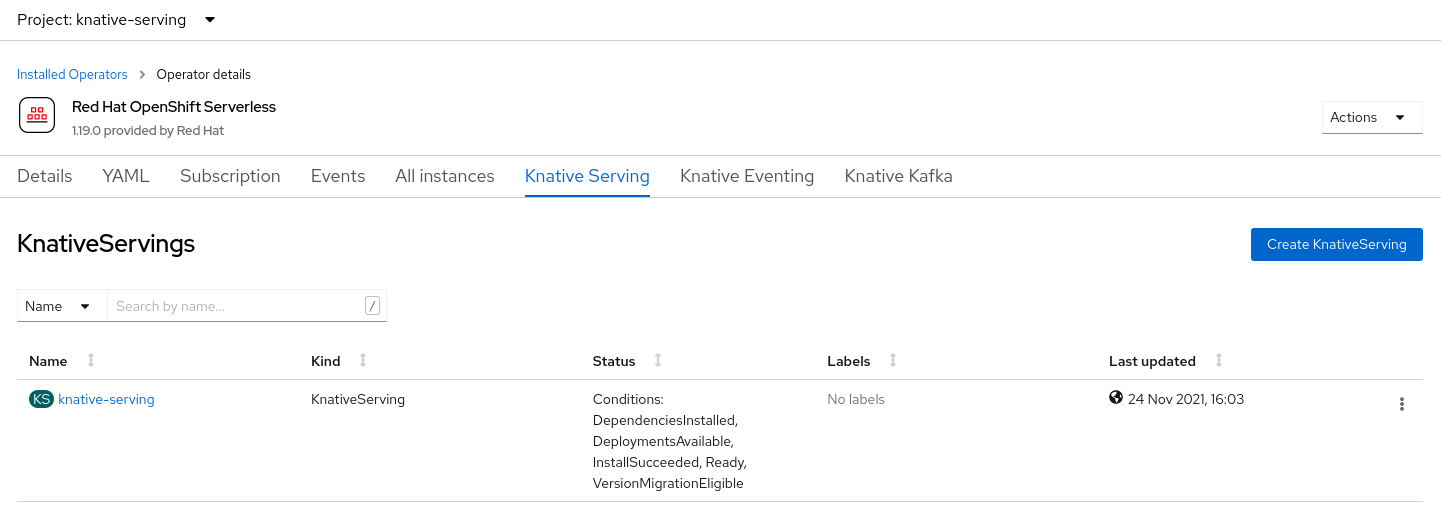 Project: knative-serving
Installed Operators > Operator details
Red Hat OpenShift Serverless
1.19.0 provided by Red Hat
Actions
Details YAML Subscription Events All instances Knative Serving Knative Eventing Knative Kafka
KnativeServings
Create KnativeServing
Name Search by name... /
Name Kind Status Labels Last updated
KS knative-serving KnativeServing Conditions: No labels 24 Nov 2021, 16:03
DependenciesInstalled,
DeploymentsAvailable,
InstallSucceeded, Ready,
VersionMigrationEligible